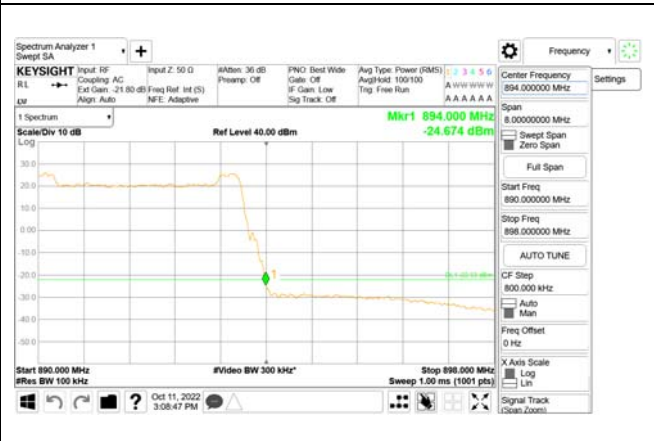 Spectrum Analyzer 1
Swept SA
Frequency
KEYSIGHT
RL
Input: RF
Coupling: AC
Ext Gain: -21.80 dB
Align: Auto
Input Z: 50 Ω
Freq Ref: Int (S)
NFE: Adaptive
#Atten: 36 dB
Preamp: Off
PNO: Best Wide
Gate: Off
IF Gain: Low
Sig Track: Off
Avg Type: Power (RMS)
Avg|Hold: 100/100
Trig: Free Run
1 2 3 4 5 6
A W W W W W
A A A A A A
Center Frequency
894.000000 MHz
Settings
1 Spectrum
Scale/Div 10 dB
Log
Ref Level 40.00 dBm
Mkr1 894.000 MHz
-24.674 dBm
Span
8.00000000 MHz
Swept Span
Zero Span
Full Span
Start Freq
890.000000 MHz
Stop Freq
898.000000 MHz
AUTO TUNE
CF Step
800.000 kHz
Auto
Man
Freq Offset
0 Hz
X Axis Scale
Log
Lin
Signal Track
(Span Zoom)
30.0
20.0
10.0
0.00
-10.0
-20.0
-30.0
-40.0
-50.0
1
Start 890.000 MHz
#Res BW 100 kHz
#Video BW 300 kHz*
Stop 898.000 MHz
Sweep 1.00 ms (1001 pts)
?
Oct 11, 2022
3:08:47 PM